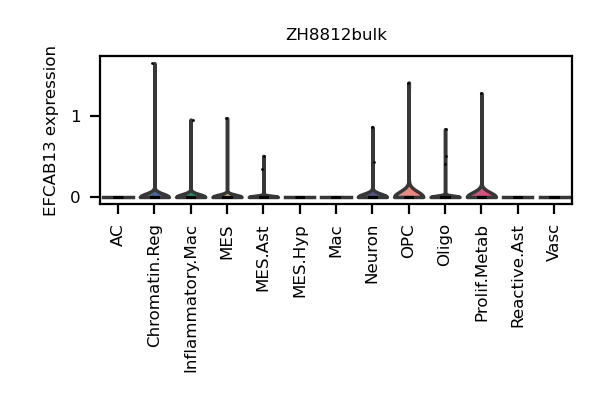 ZH8812bulk
EFCAB13 expression
1
0
AC
Chromatin.Reg
Inflammatory.Mac
MES
MES.Ast
MES.Hyp
Mac
Neuron
OPC
Oligo
Prolif.Metab
Reactive.Ast
Vasc